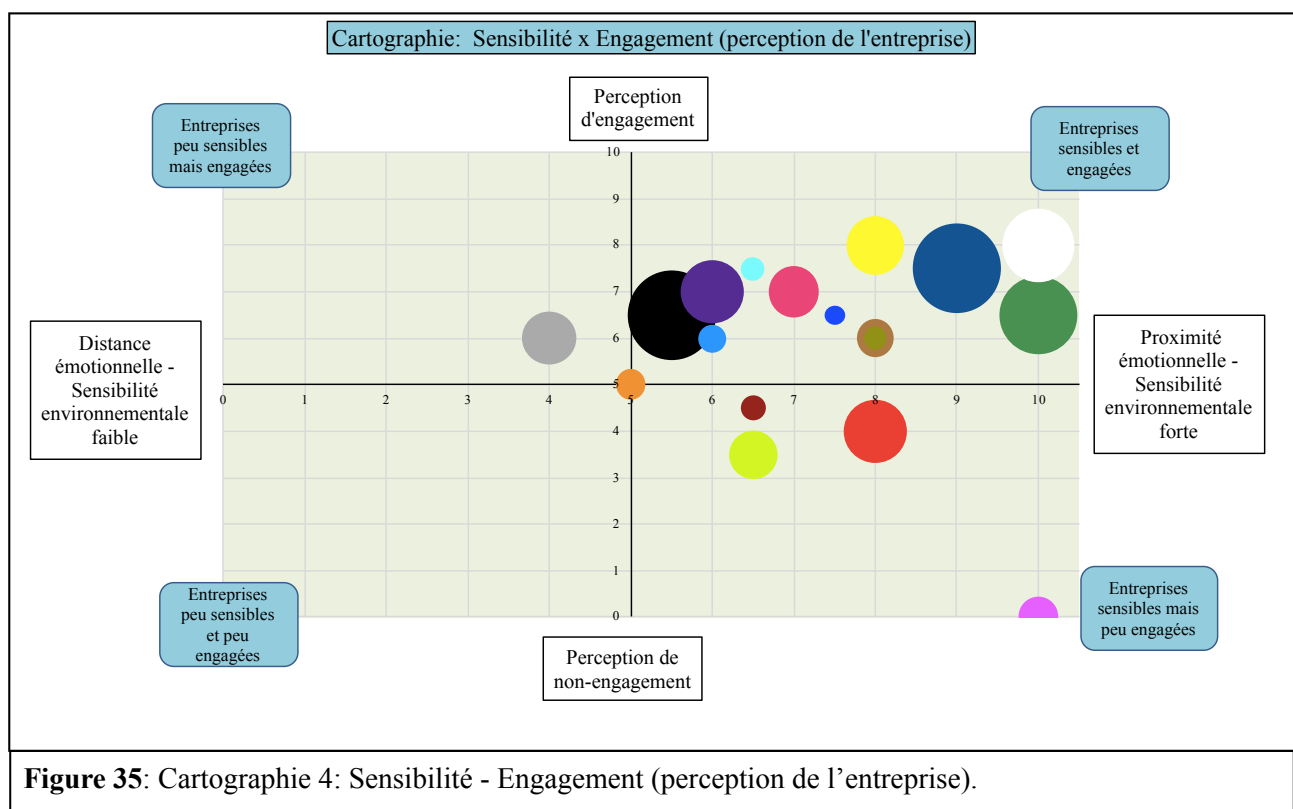 Cartographie: Sensibilité x Engagement (perception de l'entreprise)
Perception
d'engagement
Entreprises
peu sensibles
mais engagées
Entreprises
sensibles et
engagées
10
9
8
7
6
5
4
3
2
1
0
Distance
émotionnelle -
Sensibilité
environnementale
faible
0 1 2 3 4 5 6 7 8 9 10
Proximité
émotionnelle -
Sensibilité
environnementale
forte
Entreprises
peu sensibles
et peu
engagées
Perception de
non-engagement
Entreprises
sensibles mais
peu engagées
Figure 35: Cartographie 4: Sensibilité - Engagement (perception de l’entreprise).